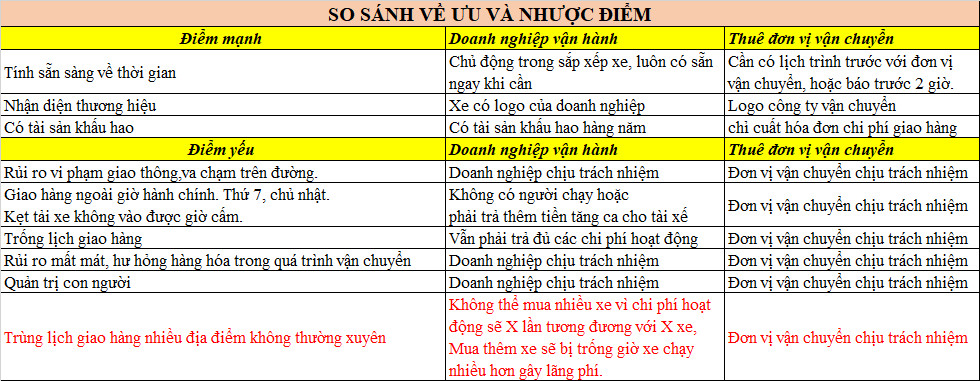 SO SÁNH VỀ ƯU VÀ NHƯỢC ĐIỂM
Điểm mạnh
Doanh nghiệp vận hành
Thuê đơn vị vận chuyển
Tính sẵn sàng về thời gian
Chủ động trong sắp xếp xe, luôn có sẵn
ngay khi cần
Cần có lịch trình trước với đơn vị
vận chuyển, hoặc báo trước 2 giờ.
Nhận diện thương hiệu
Xe có logo của doanh nghiệp
Logo công ty vận chuyển
Có tài sản khấu hao
Có tài sản khấu hao hàng năm
chì cuất hóa đơn chi phí giao hàng
Điểm yếu
Doanh nghiệp vận hành
Thuê đơn vị vận chuyển
Rủi ro vi phạm giao thông,va chạm trên đường.
Doanh nghiệp chịu trách nhiệm
Đơn vị vận chuyển chịu trách nhiệm
Giao hàng ngoài giờ hành chính. Thứ 7, chủ nhật.
Kẹt tải xe không vào được giờ cấm.
Không có người chạy hoặc
phải trả thêm tiền tăng ca cho tài xế
Đơn vị vận chuyển chịu trách nhiệm
Trống lịch giao hàng
Vẫn phải trả đủ các chi phí hoạt động
Đơn vị vận chuyển chịu trách nhiệm
Rủi ro mất mát, hư hỏng hàng hóa trong quá trình vận chuyển
Doanh nghiệp chịu trách nhiệm
Đơn vị vận chuyển chịu trách nhiệm
Quản trị con người
Doanh nghiệp chịu trách nhiệm
Đơn vị vận chuyển chịu trách nhiệm
Trùng lịch giao hàng nhiều địa điểm không thường xuyên
Không thể mua nhiều xe vì chi phí hoạt
động sẽ X lần tương đương với X xe,
Mua thêm xe sẽ bị trống giờ xe chạy
nhiều hơn gây lãng phí.
Đơn vị vận chuyển chịu trách nhiệm